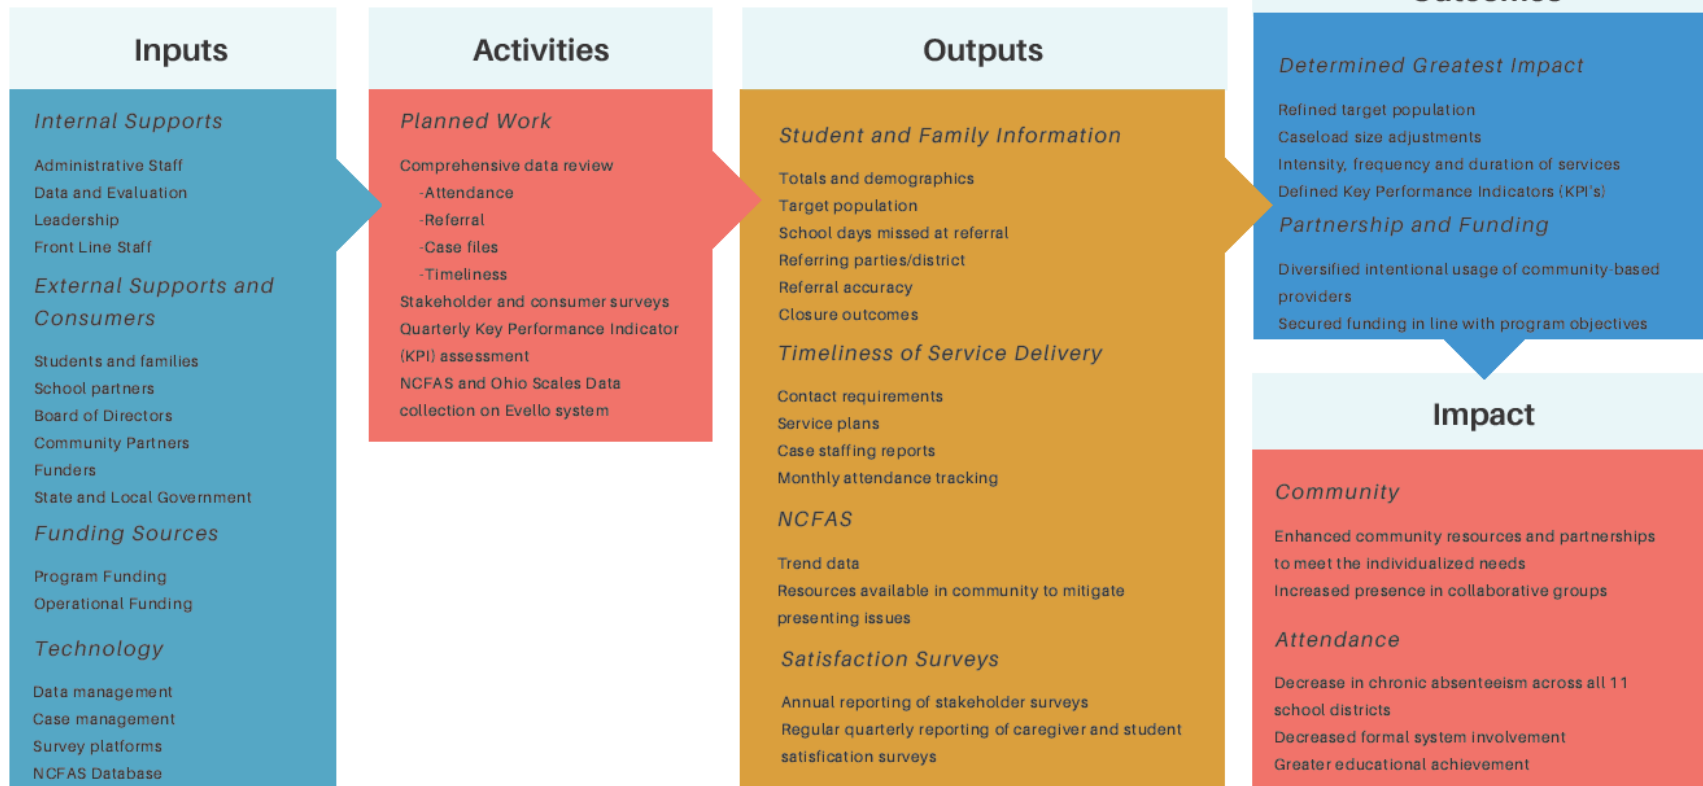 Inputs
Internal Supports
Administrative Staff
Data and Evaluation
Leadership
Front Line Staff
External Supports and
Consumers
Students and families
School partners
Board of Directors
Community Partners
Funders
State and Local Government
Funding Sources
Program Funding
Operational Funding
Technology
Data management
Case management
Survey platforms
NCFAS Database
Activities
Planned Work
Comprehensive data review
-Attendance
-Referral
-Case files
-Timeliness
Stakeholder and consumer surveys
Quarterly Key Performance Indicator
(KPI) assessment
NCFAS and Ohio Scales Data
collection on Evello system
Outputs
Student and Family Information
Totals and demographics
Target population
School days missed at referral
Referring parties/district
Referral accuracy
Closure outcomes
Timeliness of Service Delivery
Contact requirements
Service plans
Case staffing reports
Monthly attendance tracking
NCFAS
Trend data
Resources available in community to mitigate
presenting issues
Satisfaction Surveys
Annual reporting of stakeholder surveys
Regular quarterly reporting of caregiver and student
satisfication surveys
Outcomes
Determined Greatest Impact
Refined target population
Caseload size adjustments
Intensity, frequency and duration of services
Defined Key Performance Indicators (KPI's)
Partnership and Funding
Diversified intentional usage of community-based
providers
Secured funding in line with program objectives
Impact
Community
Enhanced community resources and partnerships
to meet the individualized needs
Increased presence in collaborative groups
Attendance
Decrease in chronic absenteeism across all 11
school districts
Decreased formal system involvement
Greater educational achievement